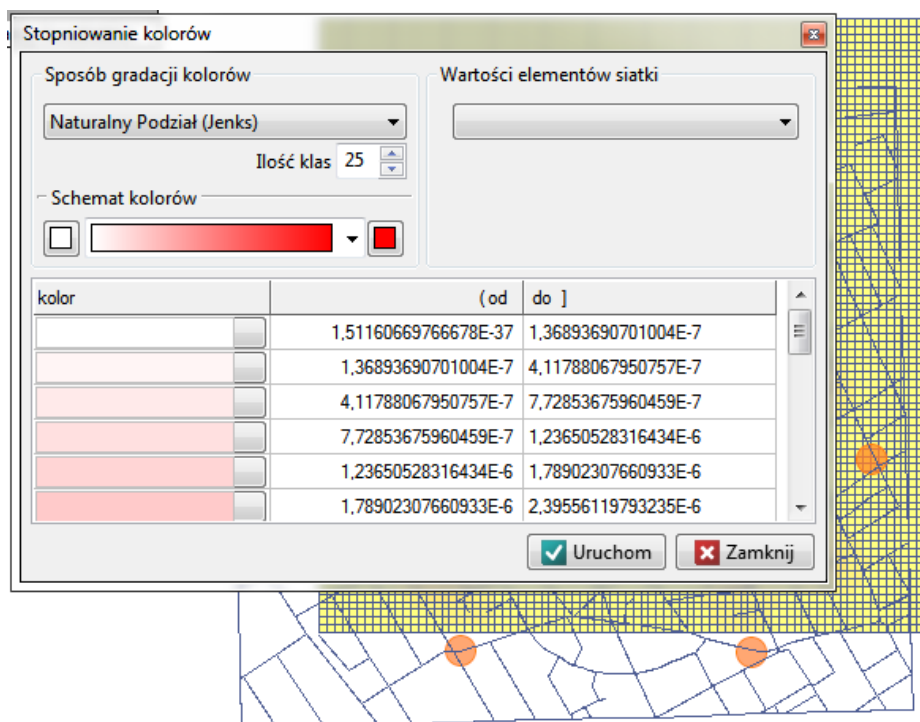 Stopniowanie kolorów
Sposób gradacji kolorów
Wartości elementów siatki
Naturalny Podział (Jenks)
Ilość klas 25
Schemat kolorów
kolor ( od do ]
1,51160669766678E-37 1,36893690701004E-7
1,36893690701004E-7 4,11788067950757E-7
4,11788067950757E-7 7,72853675960459E-7
7,72853675960459E-7 1,23650528316434E-6
1,23650528316434E-6 1,78902307660933E-6
1,78902307660933E-6 2,39556119793235E-6
Uruchom Zamknij